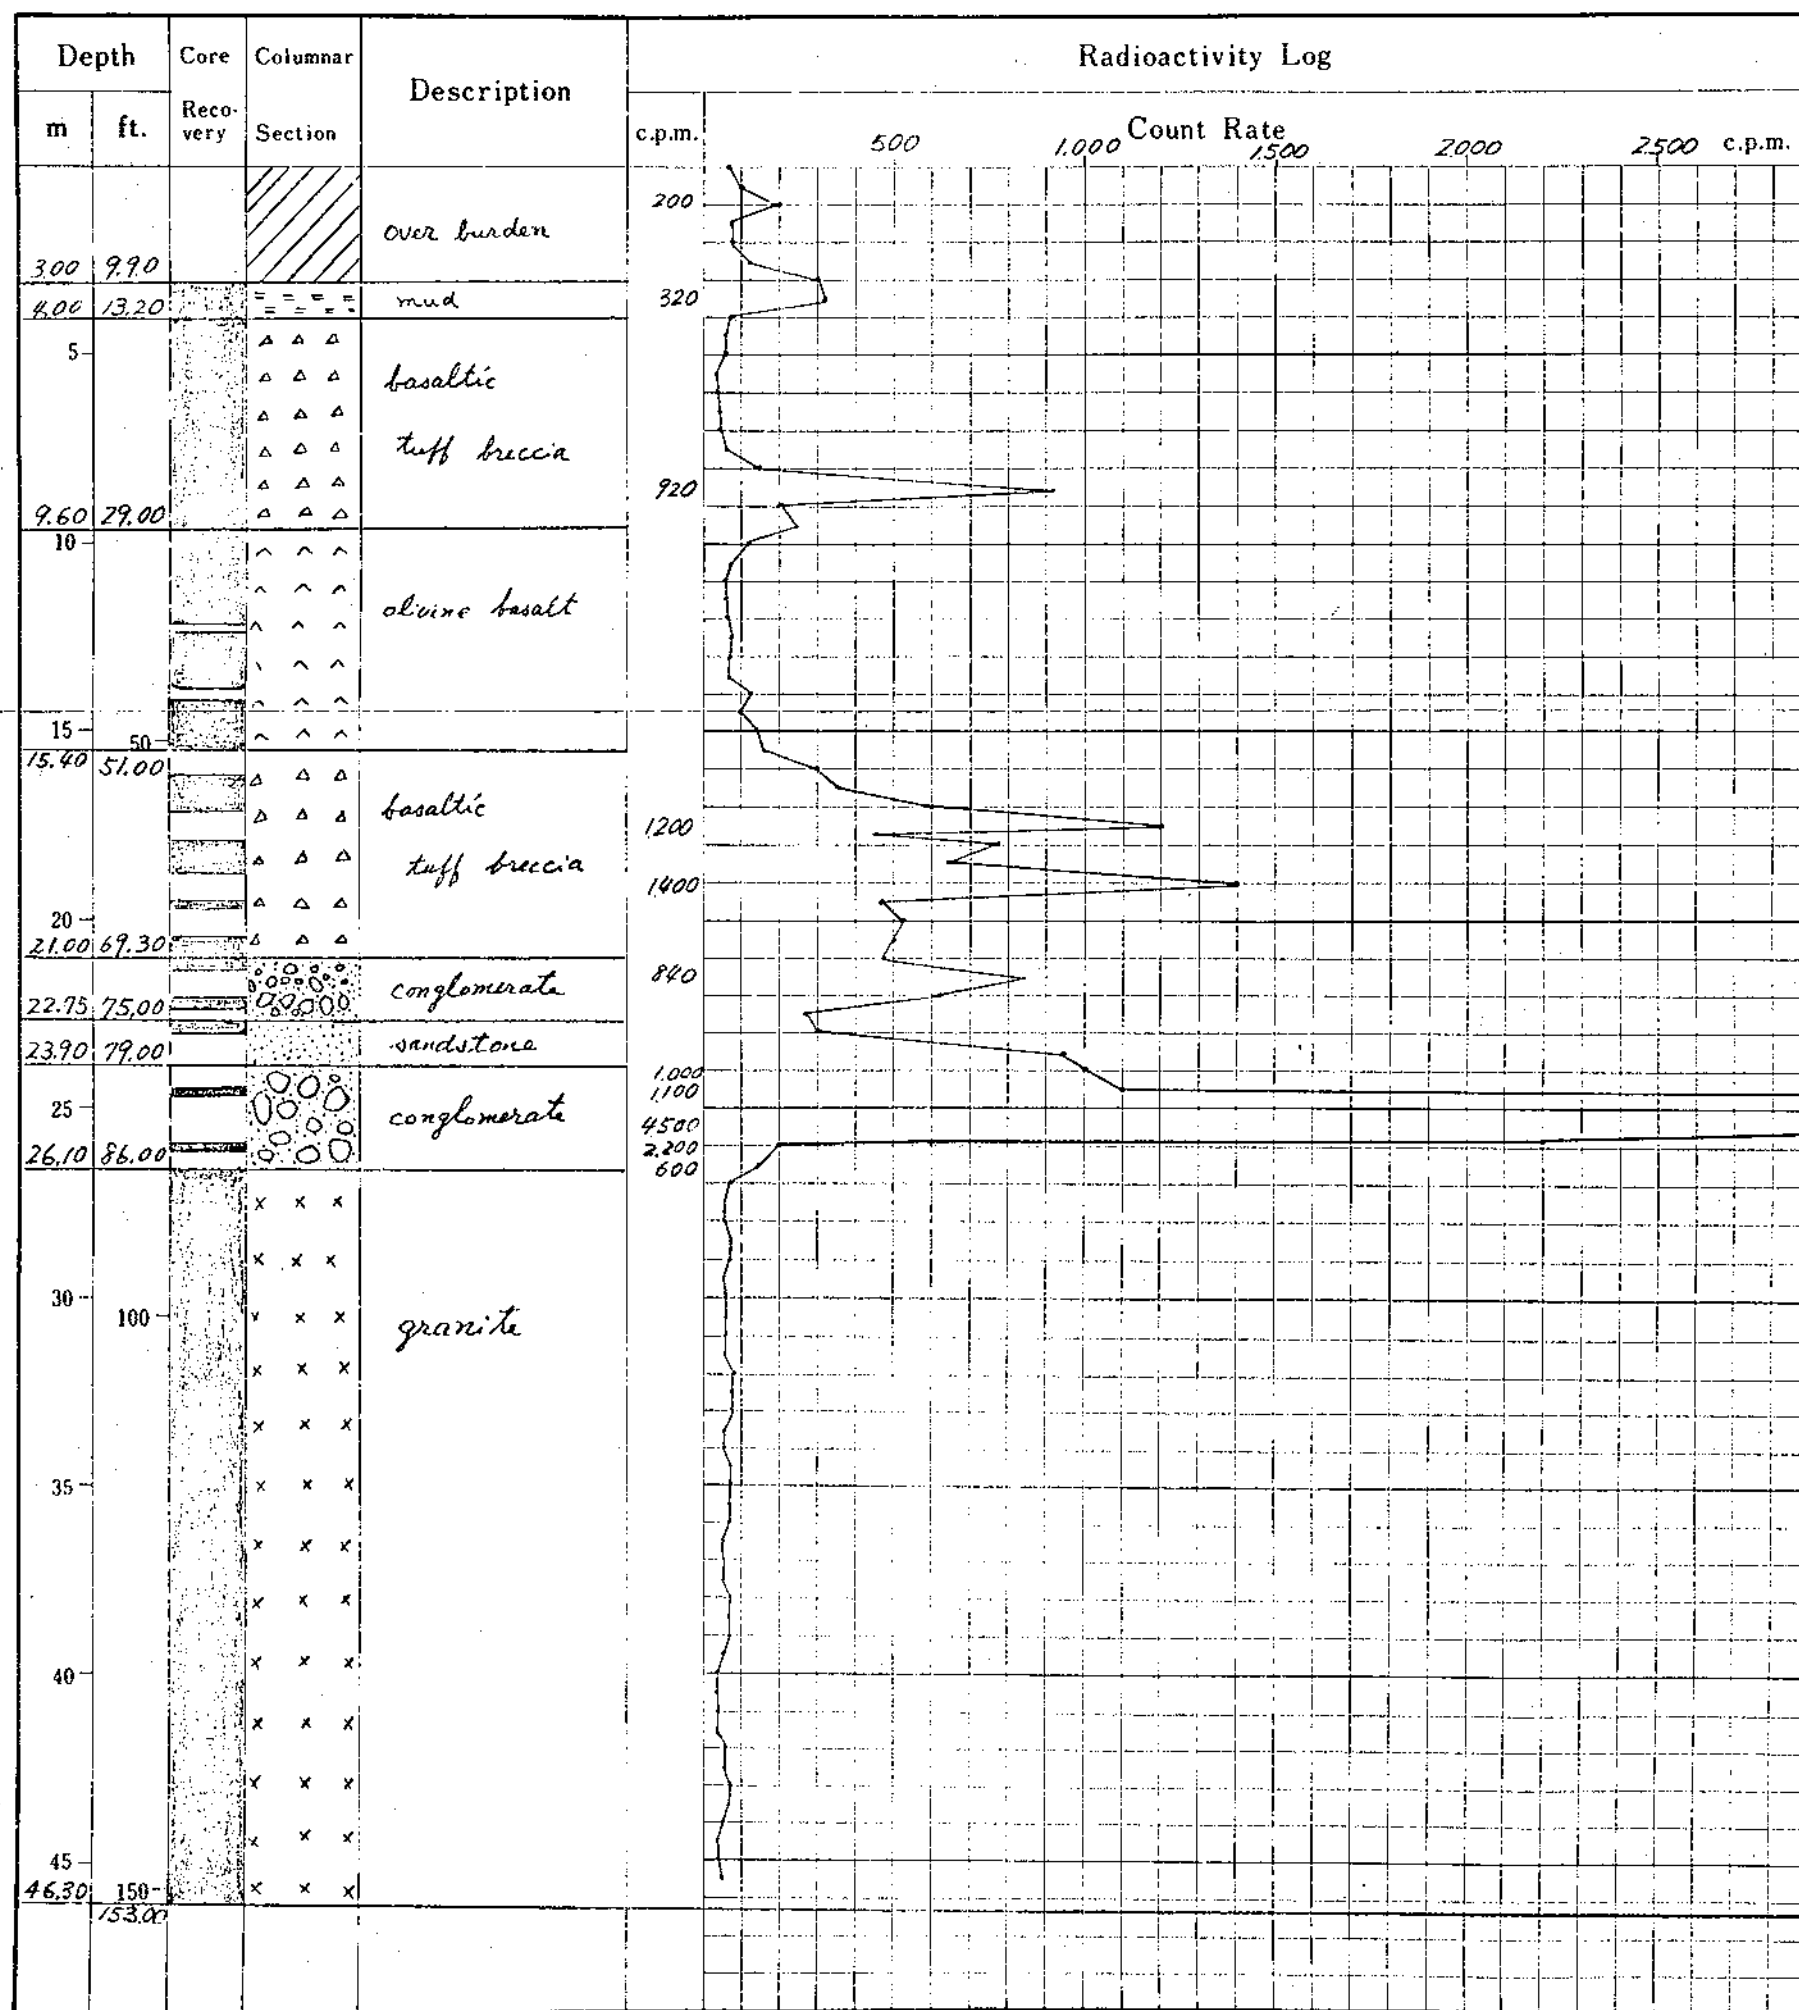 Depth Core Columnar Description Radioactivity Log
m ft. Reco-very Section c.p.m. Count Rate
500 1.000 1.500 2.000 2.500 c.p.m.
200
over burden
3.00 9.90
mud 320
4.00 13.20
5
basaltic
tuff breccia
920
9.60 29.00
10
olivine basalt
15 50
15.40 51.00
basaltic
1200
tuff breccia
1400
20
21.00 69.30
840
conglomerate
22.75 75.00
sandstone
23.90 79.00
1.000
1,100
25 conglomerate
4500
2.200
26.10 86.00 600
30 100 granite
35
40
45
46.30 150
153.00